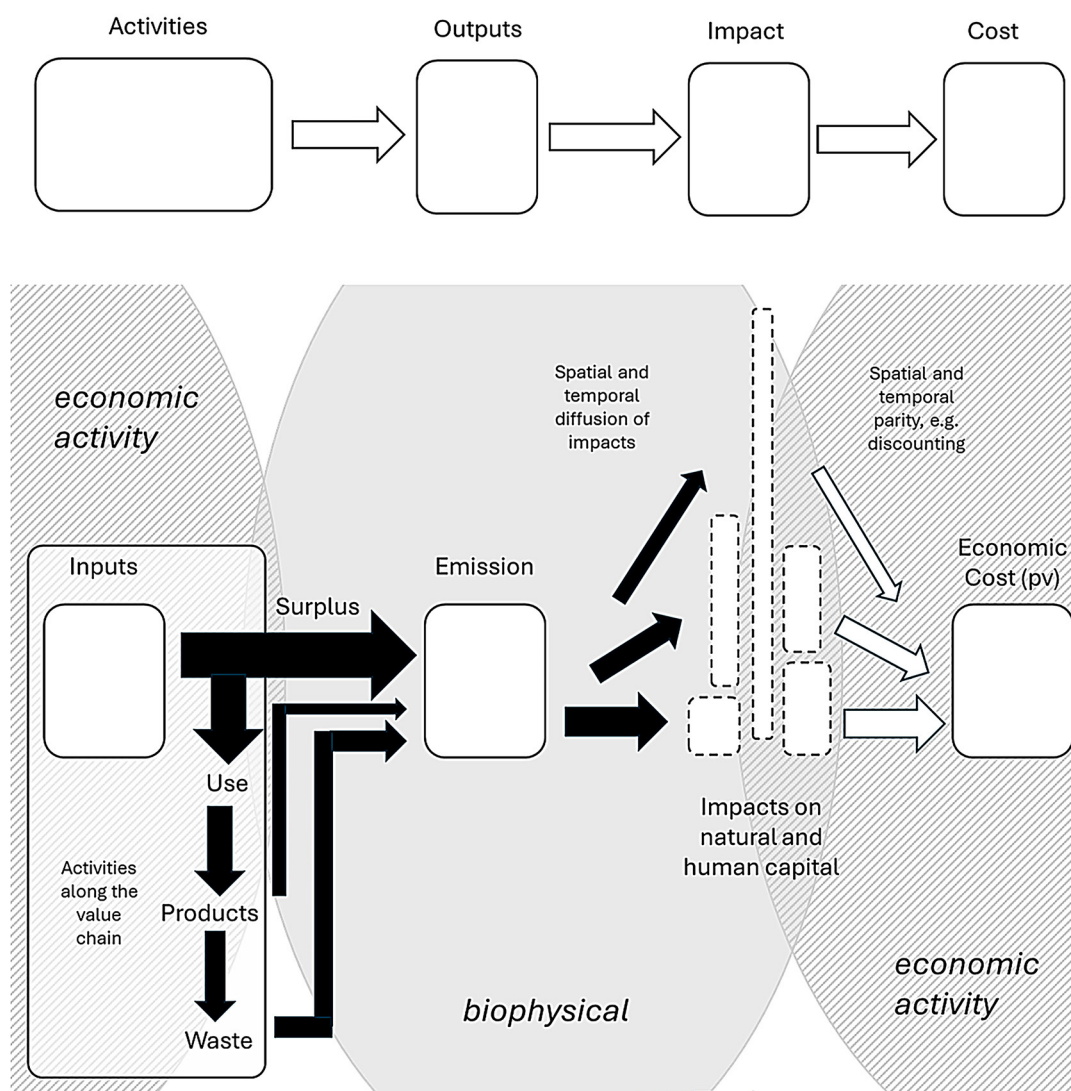 Activities
Outputs
Impact
Cost
economic
activity
Spatial and
temporal
diffusion of
impacts
Spatial and
temporal
parity, e.g.
discounting
Inputs
Surplus
Emission
Economic
Cost (pv)
Use
Activities
along the
value
chain
Products
Waste
Impacts on
natural and
human capital
biophysical
economic
activity